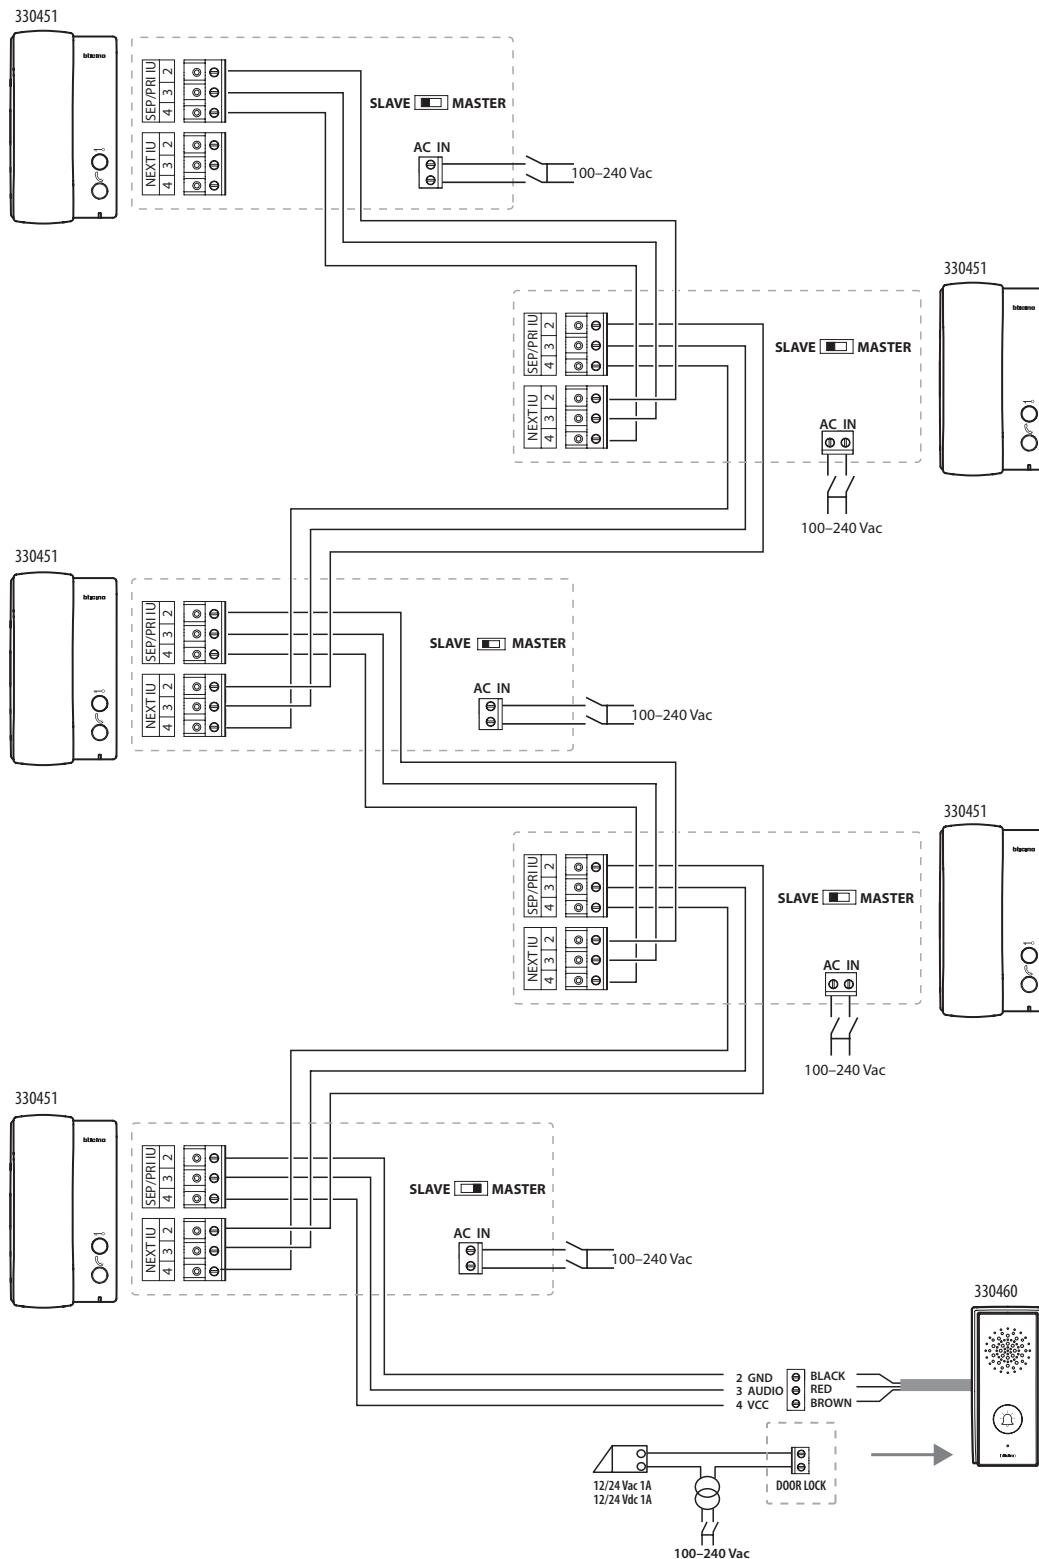 330451
bticino
SEP/PRI IU
2
3
4
NEXT IU
2
3
4
SLAVE MASTER
AC IN
100–240 Vac
330451
bticino
SEP/PRI IU
2
3
4
NEXT IU
2
3
4
SLAVE MASTER
AC IN
100–240 Vac
330451
bticino
SEP/PRI IU
2
3
4
NEXT IU
2
3
4
SLAVE MASTER
AC IN
100–240 Vac
330451
bticino
SEP/PRI IU
2
3
4
NEXT IU
2
3
4
SLAVE MASTER
AC IN
100–240 Vac
330451
bticino
SEP/PRI IU
2
3
4
NEXT IU
2
3
4
SLAVE MASTER
AC IN
100–240 Vac
330460
2 GND BLACK
3 AUDIO RED
4 VCC BROWN
bticino
12/24 Vac 1A
12/24 Vdc 1A
DOOR LOCK
100–240 Vac